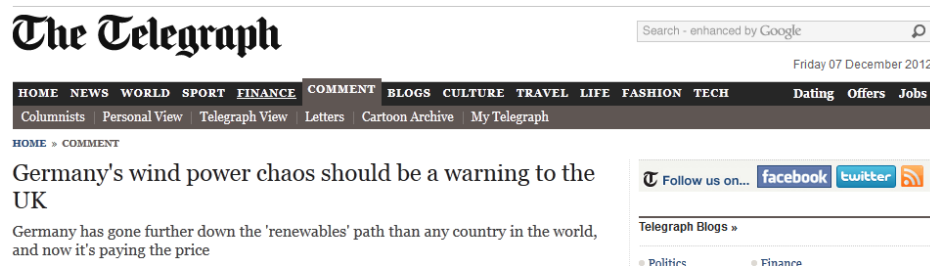 The Telegraph
Search - enhanced by Google
Friday 07 December 2012
HOME NEWS WORLD SPORT FINANCE COMMENT BLOGS CULTURE TRAVEL LIFE FASHION TECH Dating Offers Jobs
Columnists | Personal View | Telegraph View | Letters | Cartoon Archive | My Telegraph
HOME » COMMENT
Germany's wind power chaos should be a warning to the
UK
Germany has gone further down the 'renewables' path than any country in the world,
and now it's paying the price
T Follow us on... facebook twitter
Telegraph Blogs »
Politics Finance